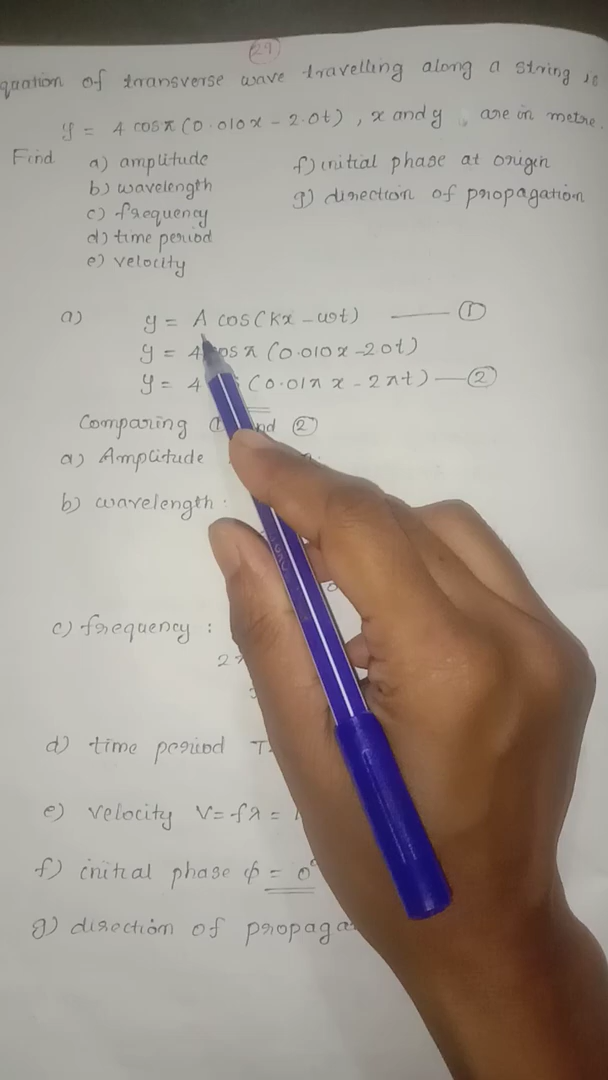 29
quation of transverse wave travelling along a string is
y = 4 cosπ(0.010x - 2.0t), x and y, are in metre.
Find a) amplitude f) initial phase at origin
b) wavelength g) direction of propagation
c) frequency
d) time period
e) velocity
a) y = A cos(kx - ωt) —— ①
y = 4 cos π (0.010x - 2.0t)
y = 4 (0.01π x - 2πt) — ②
Comparing ① and ②
a) Amplitude
b) wavelength :
c) frequency :
d) time period T
e) velocity V = fλ =
f) initial phase ϕ = 0°
g) direction of propaga